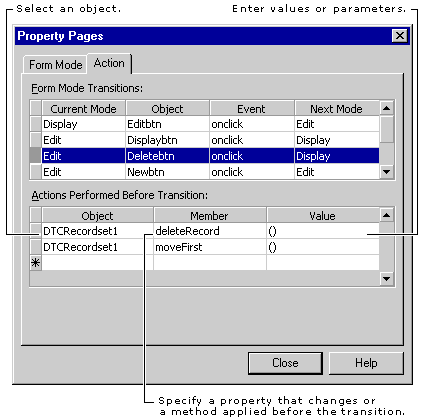 Select an object. Enter values or parameters.
Property Pages
Form Mode Action
Form Mode Transitions:
Current Mode Object Event Next Mode
Display Editbtn onclick Edit
Edit Displaybtn onclick Display
Edit Deletebtn onclick Display
Edit Newbtn onclick Edit
Actions Performed Before Transition:
Object Member Value
DTCRecordset1 deleteRecord ()
DTCRecordset1 moveFirst ()
Close Help
Specify a property that changes or
a method applied before the transition.